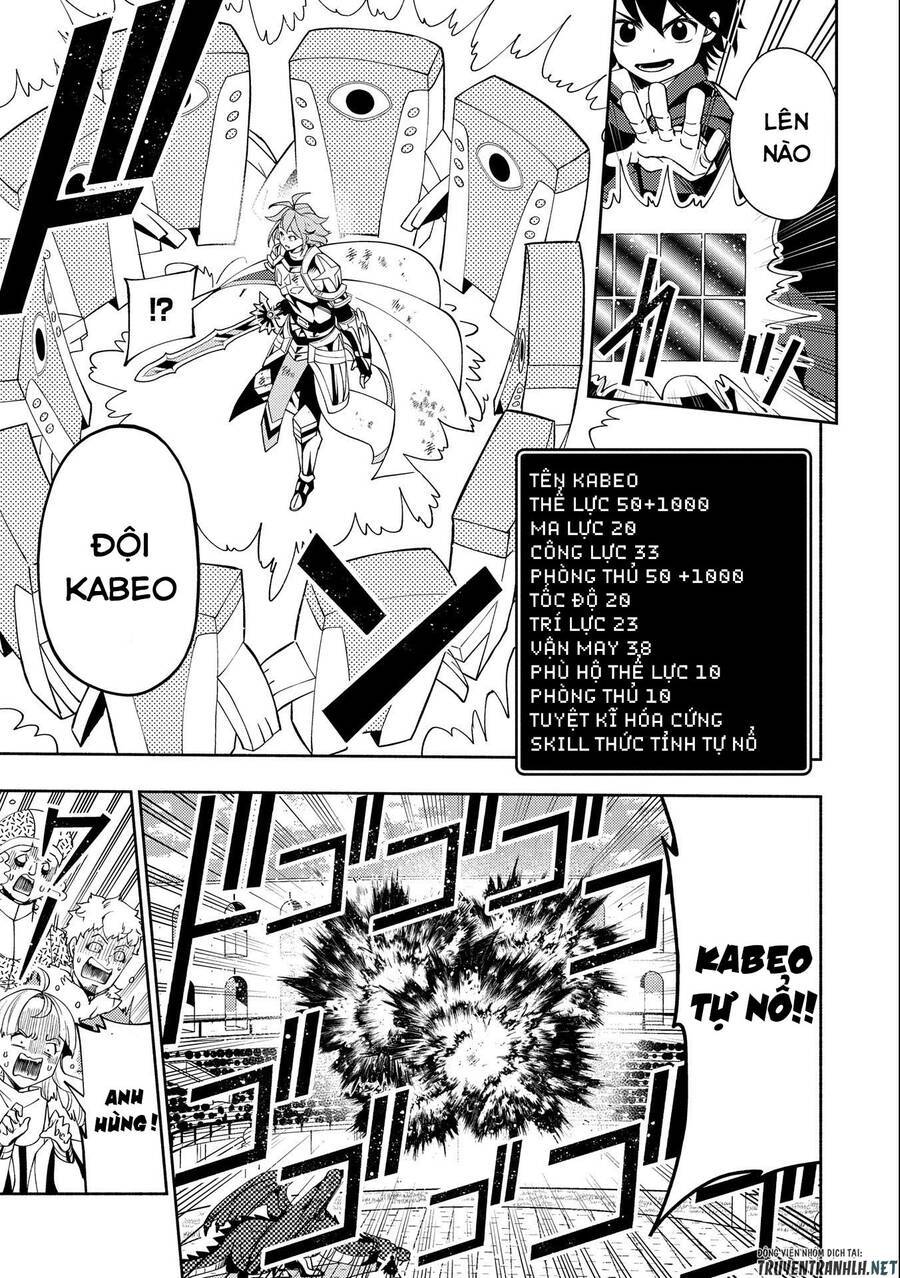 LÊN
NÀO
!?
ĐỘI
KABEO
TÊN KABEO
THỂ LỰC 50+1000
MA LỰC 20
CÔNG LỰC 33
PHÒNG THỦ 50 +1000
TỐC ĐỘ 20
TRÍ LỰC 23
VẬN MAY 38
PHÙ HỘ THỂ LỰC 10
PHÒNG THỦ 10
TUYỆT KĨ HÓA CỨNG
SKILL THỨC TỈNH TỰ NỔ
KABEO
TỰ NỔ!!
ANH
HÙNG!
ĐỘNG VIÊN NHÓM DỊCH TẠI:
TRUYENTRANHLH.NET